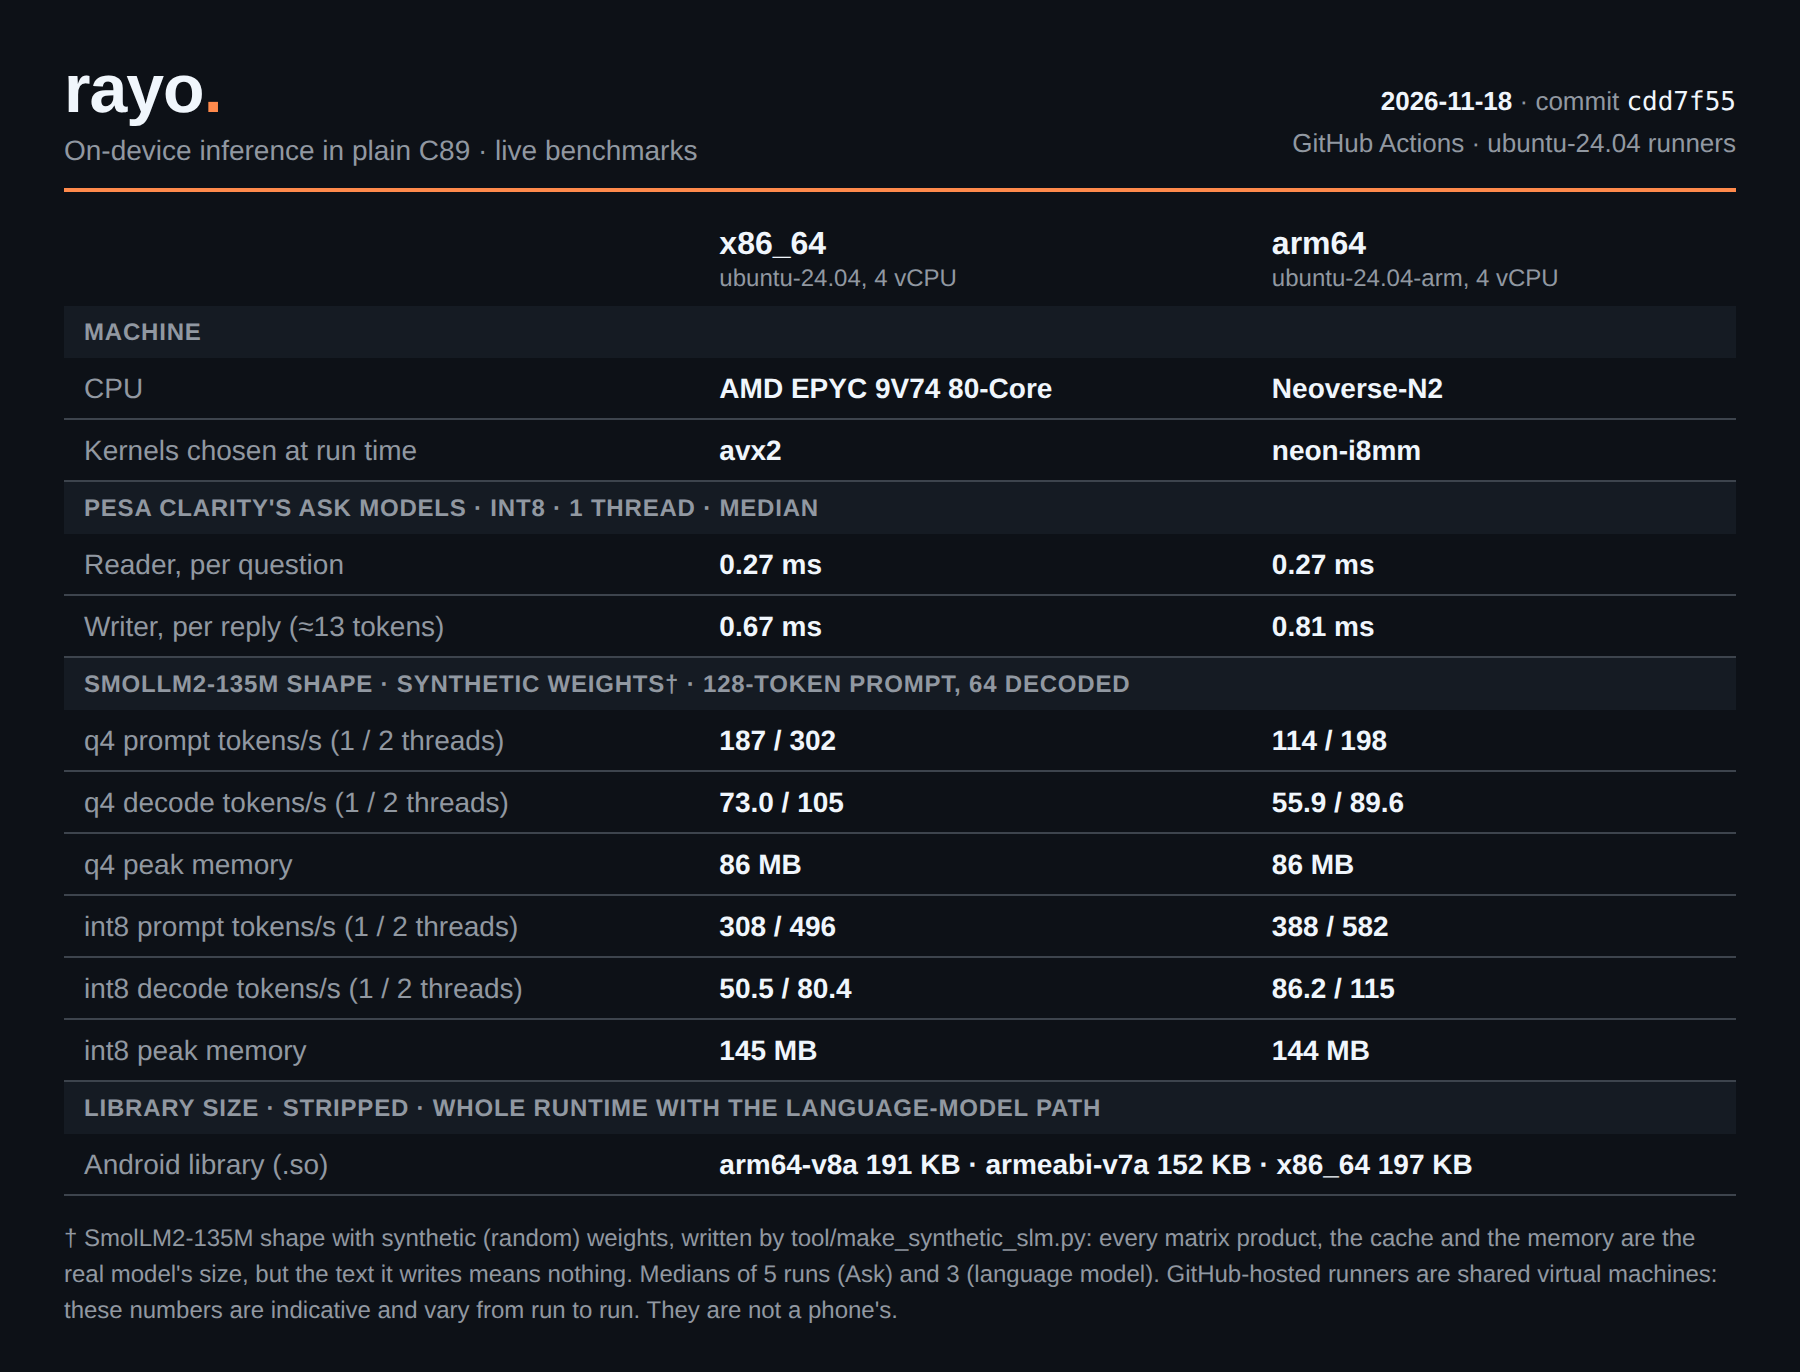 rayo.
On-device inference in plain C89 · live benchmarks
2026-11-18 · commit cdd7f55
GitHub Actions · ubuntu-24.04 runners
x86_64 arm64
ubuntu-24.04, 4 vCPU ubuntu-24.04-arm, 4 vCPU
MACHINE
CPU AMD EPYC 9V74 80-Core Neoverse-N2
Kernels chosen at run time avx2 neon-i8mm
PESA CLARITY'S ASK MODELS · INT8 · 1 THREAD · MEDIAN
Reader, per question 0.27 ms 0.27 ms
Writer, per reply (≈13 tokens) 0.67 ms 0.81 ms
SMOLLM2-135M SHAPE · SYNTHETIC WEIGHTS† · 128-TOKEN PROMPT, 64 DECODED
q4 prompt tokens/s (1 / 2 threads) 187 / 302 114 / 198
q4 decode tokens/s (1 / 2 threads) 73.0 / 105 55.9 / 89.6
q4 peak memory 86 MB 86 MB
int8 prompt tokens/s (1 / 2 threads) 308 / 496 388 / 582
int8 decode tokens/s (1 / 2 threads) 50.5 / 80.4 86.2 / 115
int8 peak memory 145 MB 144 MB
LIBRARY SIZE · STRIPPED · WHOLE RUNTIME WITH THE LANGUAGE-MODEL PATH
Android library (.so) arm64-v8a 191 KB · armeabi-v7a 152 KB · x86_64 197 KB
† SmolLM2-135M shape with synthetic (random) weights, written by tool/make_synthetic_slm.py: every matrix product, the cache and the memory are the
real model's size, but the text it writes means nothing. Medians of 5 runs (Ask) and 3 (language model). GitHub-hosted runners are shared virtual machines:
these numbers are indicative and vary from run to run. They are not a phone's.